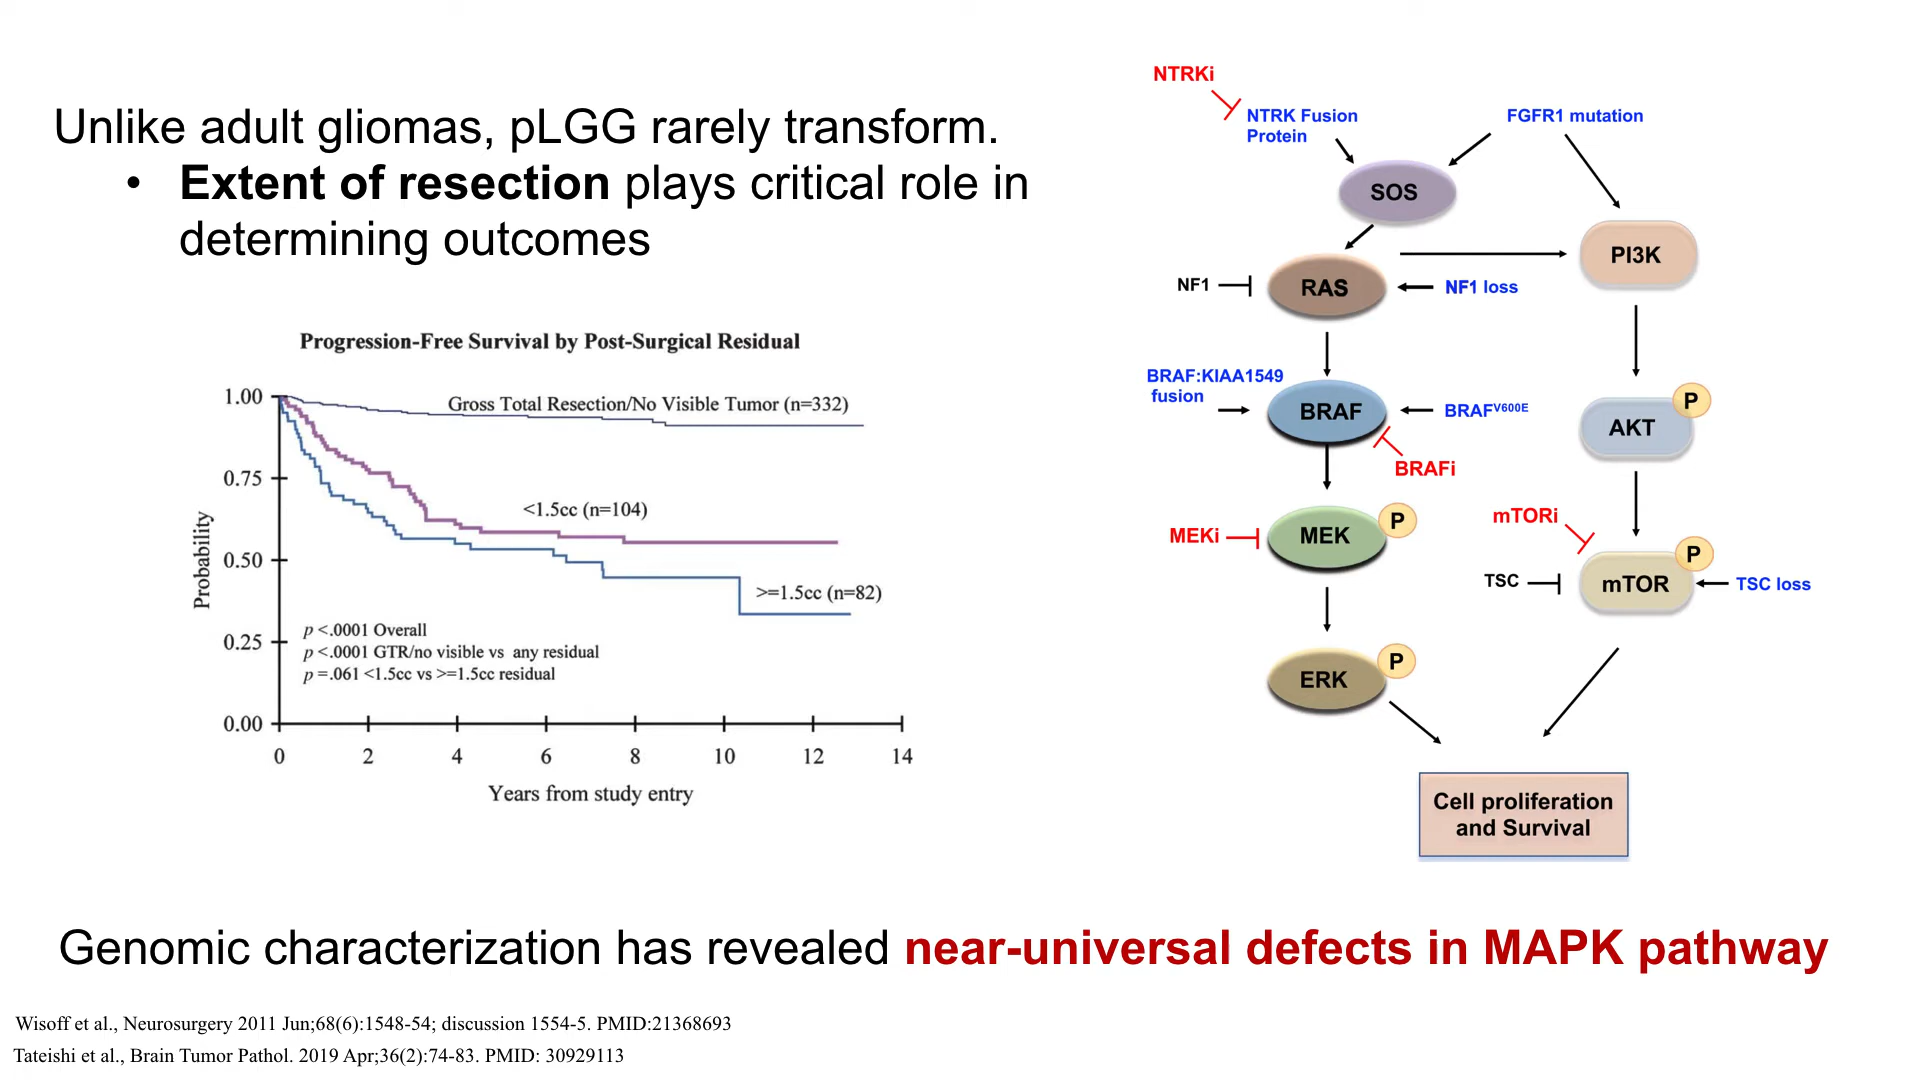 Unlike adult gliomas, pLGG rarely transform.
• Extent of resection plays critical role in
determining outcomes
Progression-Free Survival by Post-Surgical Residual
1.00
0.75
0.50
0.25
0.00
Probability
Gross Total Resection/No Visible Tumor (n=332)
<1.5cc (n=104)
>=1.5cc (n=82)
p <.0001 Overall
p <.0001 GTR/no visible vs any residual
p =.061 <1.5cc vs >=1.5cc residual
0 2 4 6 8 10 12 14
Years from study entry
NTRKi
NTRK Fusion
Protein
FGFR1 mutation
SOS
PI3K
NF1
RAS
NF1 loss
BRAF:KIAA1549
fusion
BRAF
BRAFV600E
BRAFi
AKT
P
MEKi
MEK
P
mTORi
TSC
mTOR
P
TSC loss
ERK
P
Cell proliferation
and Survival
Genomic characterization has revealed near-universal defects in MAPK pathway
Wisoff et al., Neurosurgery 2011 Jun;68(6):1548-54; discussion 1554-5. PMID:21368693
Tateishi et al., Brain Tumor Pathol. 2019 Apr;36(2):74-83. PMID: 30929113